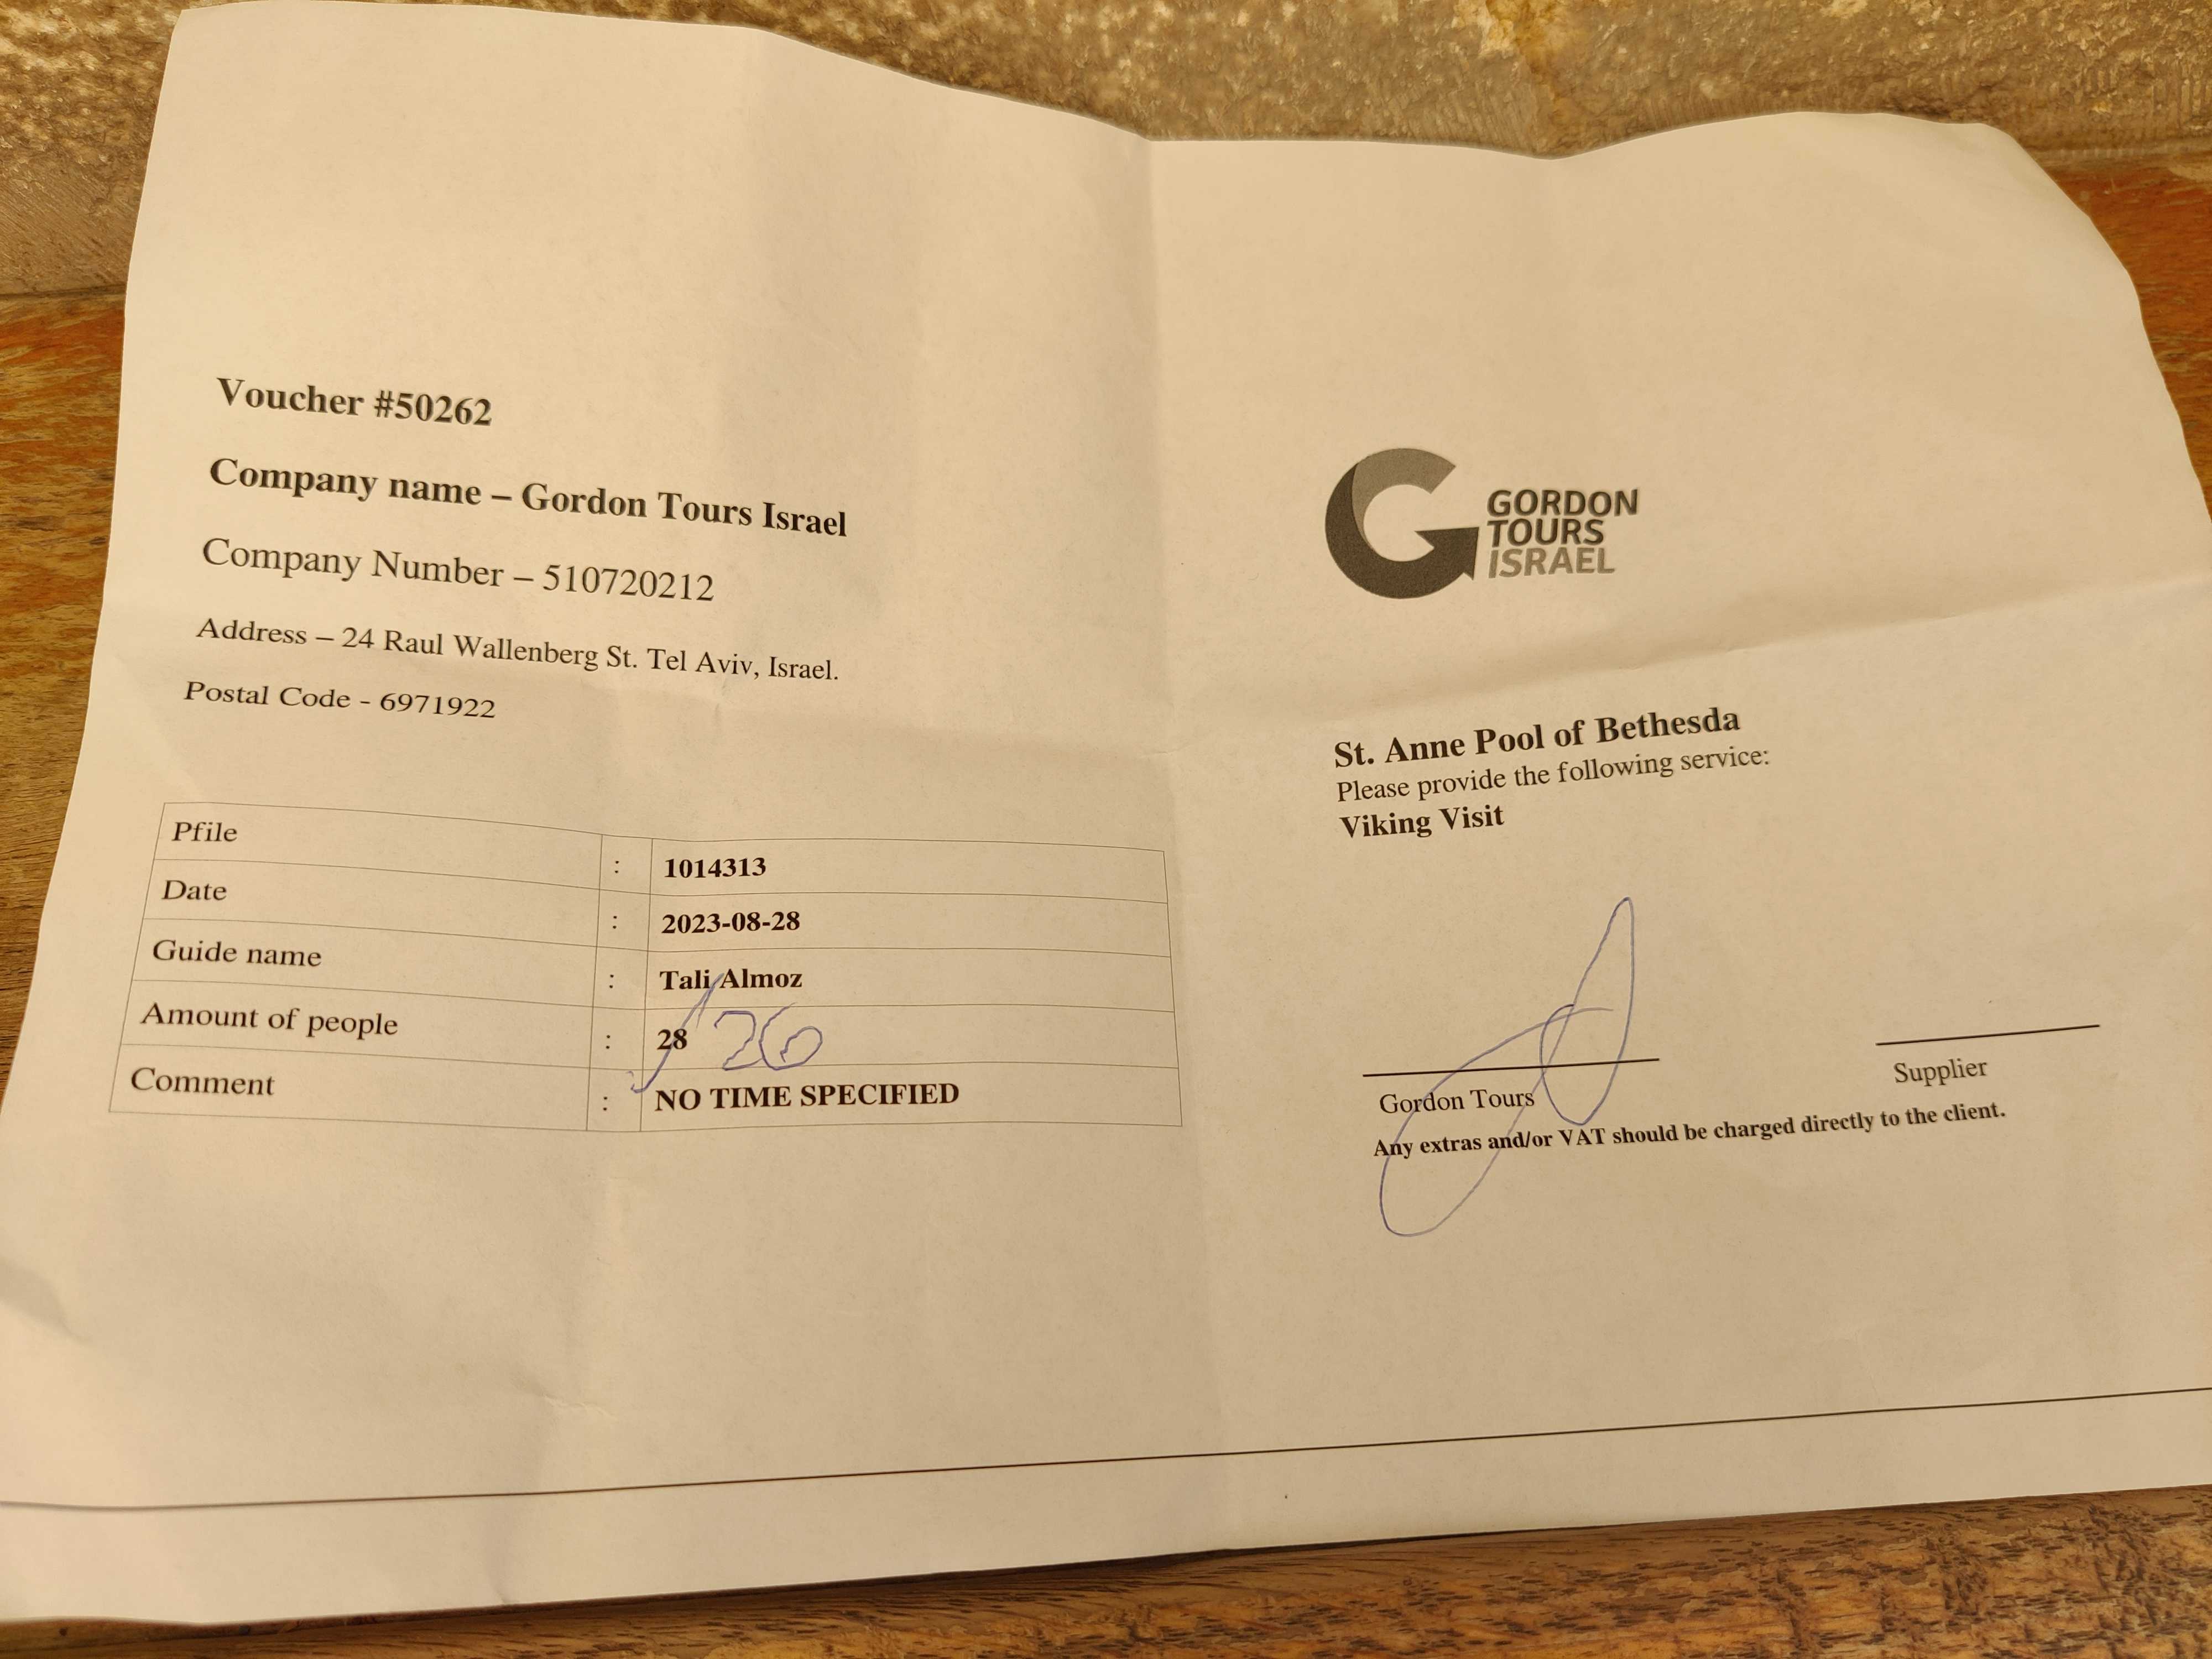 Voucher #50262
Company name – Gordon Tours Israel
Company Number – 510720212
Address – 24 Raul Wallenberg St. Tel Aviv, Israel.
Postal Code - 6971922
Pfile : 1014313
Date : 2023-08-28
Guide name : Tali Almoz
Amount of people : 28 26
Comment : NO TIME SPECIFIED
GORDON
TOURS
ISRAEL
St. Anne Pool of Bethesda
Please provide the following service:
Viking Visit
Gordon Tours
Supplier
Any extras and/or VAT should be charged directly to the client.